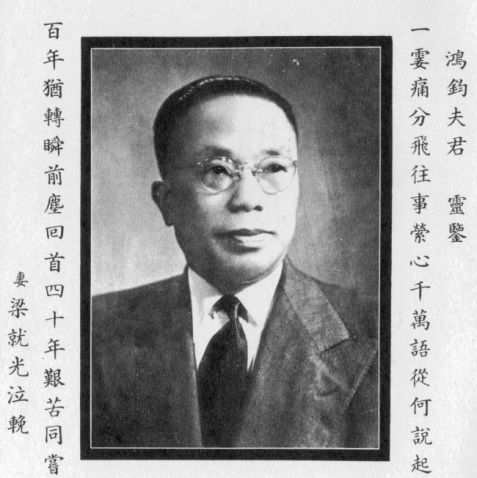 鴻鈞夫君　靈鑒
一霎痛分飛往事縈心千萬語從何說起
百年猶轉瞬前塵回首四十年艱苦同嘗
妻梁就光泣輓